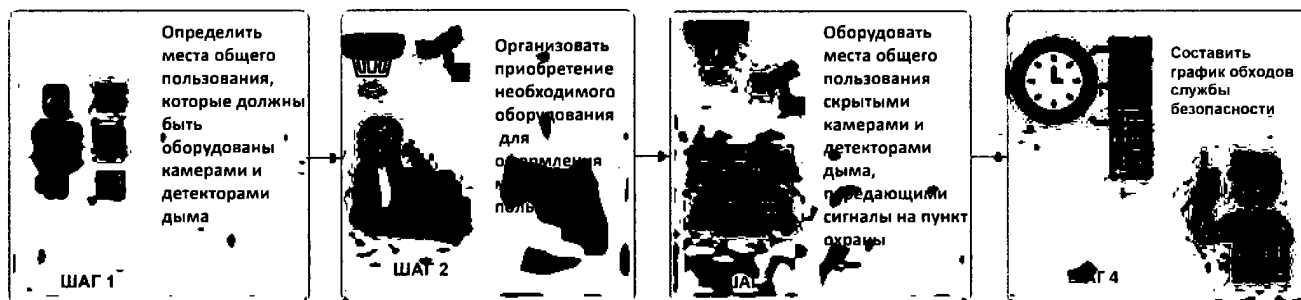 Определить
места общего
пользования,
которые должны
быть
оборудованы
камерами и
детекторами
дыма
ШАГ 1
Организовать
приобретение
необходимого
оборудования
для
оформления
ШАГ 2
Оборудовать
места общего
пользования
скрытыми
камерами и
детекторами
дыма,
передающими
сигналы на пункт
охраны
Составить
график обходов
службы
безопасности
ШАГ 4